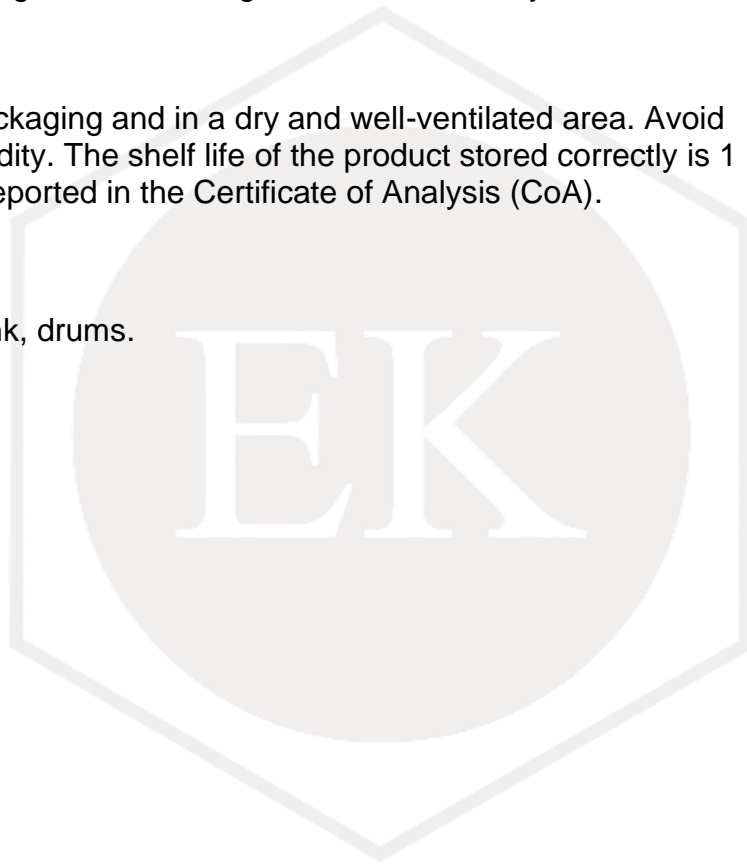 ckaging and in a dry and well-ventilated area. Avoid
dity. The shelf life of the product stored correctly is 1
eported in the Certificate of Analysis (CoA).
nk, drums.
EK